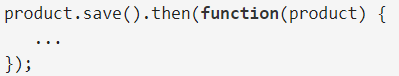 product.save().then(function(product) {
   ...
});